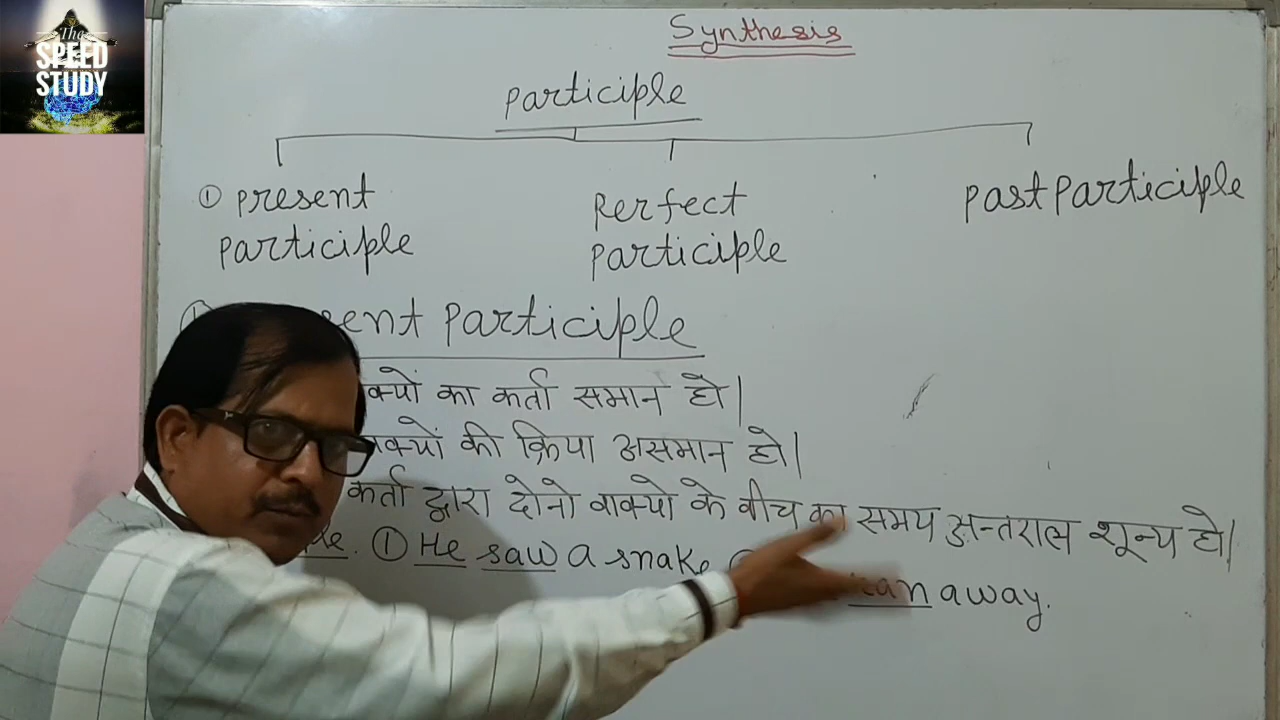 The
SPEED
STUDY
Synthesis
participle
① present participle
perfect participle
past participle
participle
का कर्ता समान हो।
की क्रिया असमान हो।
कर्ता द्वारा दोनो वाक्यो के बीच का समय अन्तराल शून्य हो।
① He saw a snake
ran away.